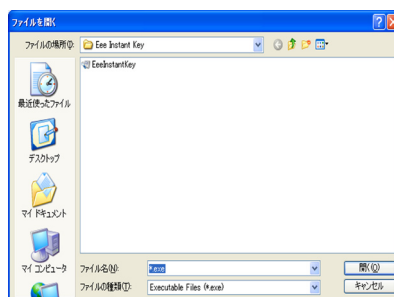 ファイルを開く
ファイルの場所(I):
Eee Instant Key
EeeInstantKey
最近使ったファイル
デスクトップ
マイ ドキュメント
マイ コンピュータ
ファイル名(N):
*.exe
開く(O)
ファイルの種類(T):
Executable Files (*.exe)
キャンセル